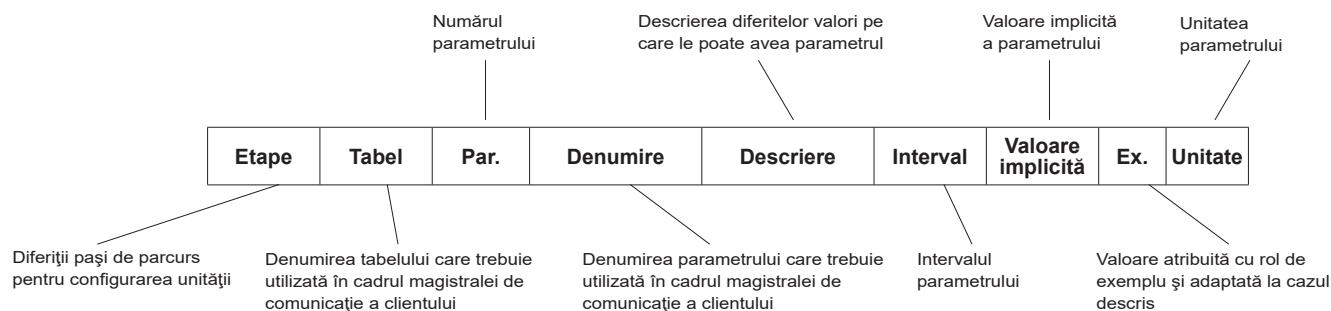 Numărul
parametrului
Descrierea diferitelor valori pe
care le poate avea parametrul
Valoare implicită
a parametrului
Unitatea
parametrului
Etape
Tabel
Par.
Denumire
Descriere
Interval
Valoare
implicită
Ex.
Unitate
Diferiţii paşi de parcurs
pentru configurarea unităţii
Denumirea tabelului care trebuie
utilizată în cadrul magistralei de
comunicaţie a clientului
Denumirea parametrului care trebuie
utilizată în cadrul magistralei de
comunicaţie a clientului
Intervalul
parametrului
Valoare atribuită cu rol de
exemplu şi adaptată la cazul
descris